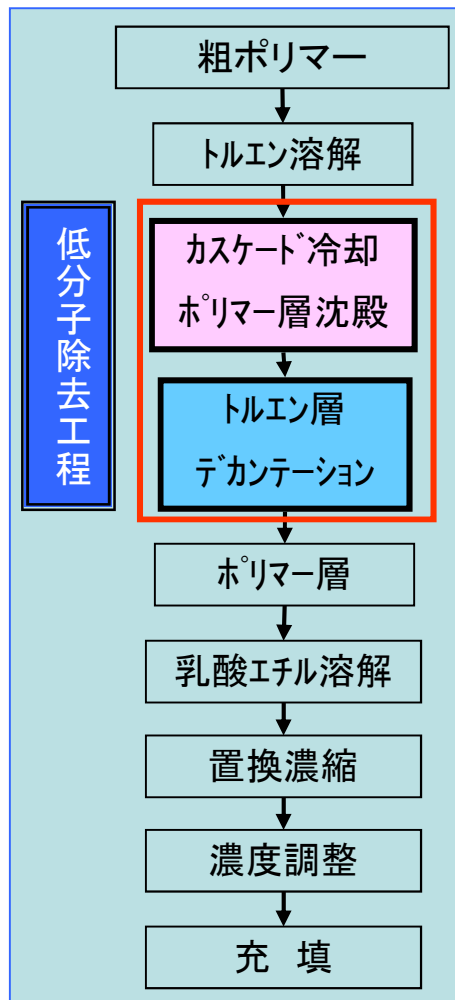 粗ポリマー
トルエン溶解
低分子除去工程
カスケード冷却
ポリマー層沈殿
トルエン層
デカンテーション
ポリマー層
乳酸エチル溶解
置換濃縮
濃度調整
充 填